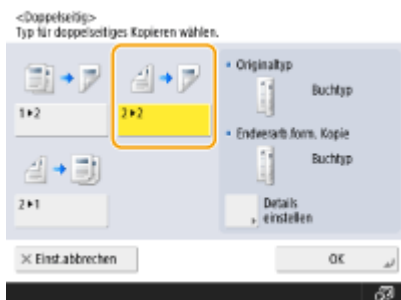 <Doppelseitig>
Typ für doppelseitiges Kopieren wählen.
1▸2
2▸2
2▸1
• Originaltyp
Buchtyp
• Endverarb.form. Kopie
Buchtyp
Details
einstellen
× Einst.abbrechen
OK